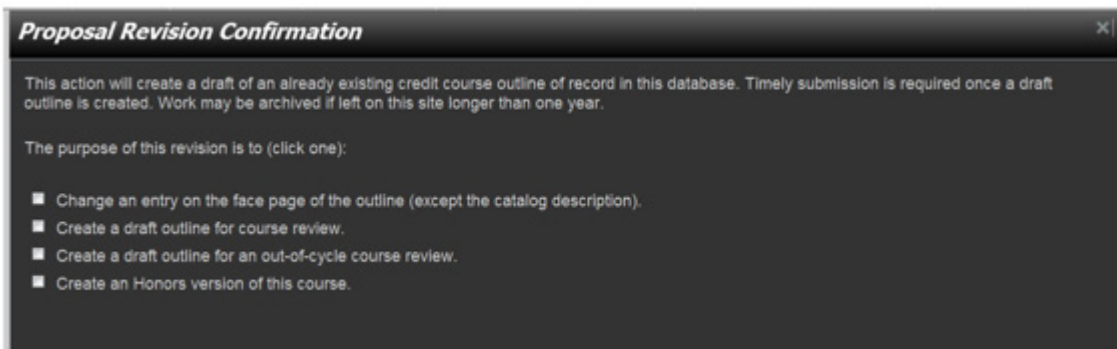 Proposal Revision Confirmation
This action will create a draft of an already existing credit course outline of record in this database. Timely submission is required once a draft
outline is created. Work may be archived if left on this site longer than one year.
The purpose of this revision is to (click one):
Change an entry on the face page of the outline (except the catalog description).
Create a draft outline for course review.
Create a draft outline for an out-of-cycle course review.
Create an Honors version of this course.